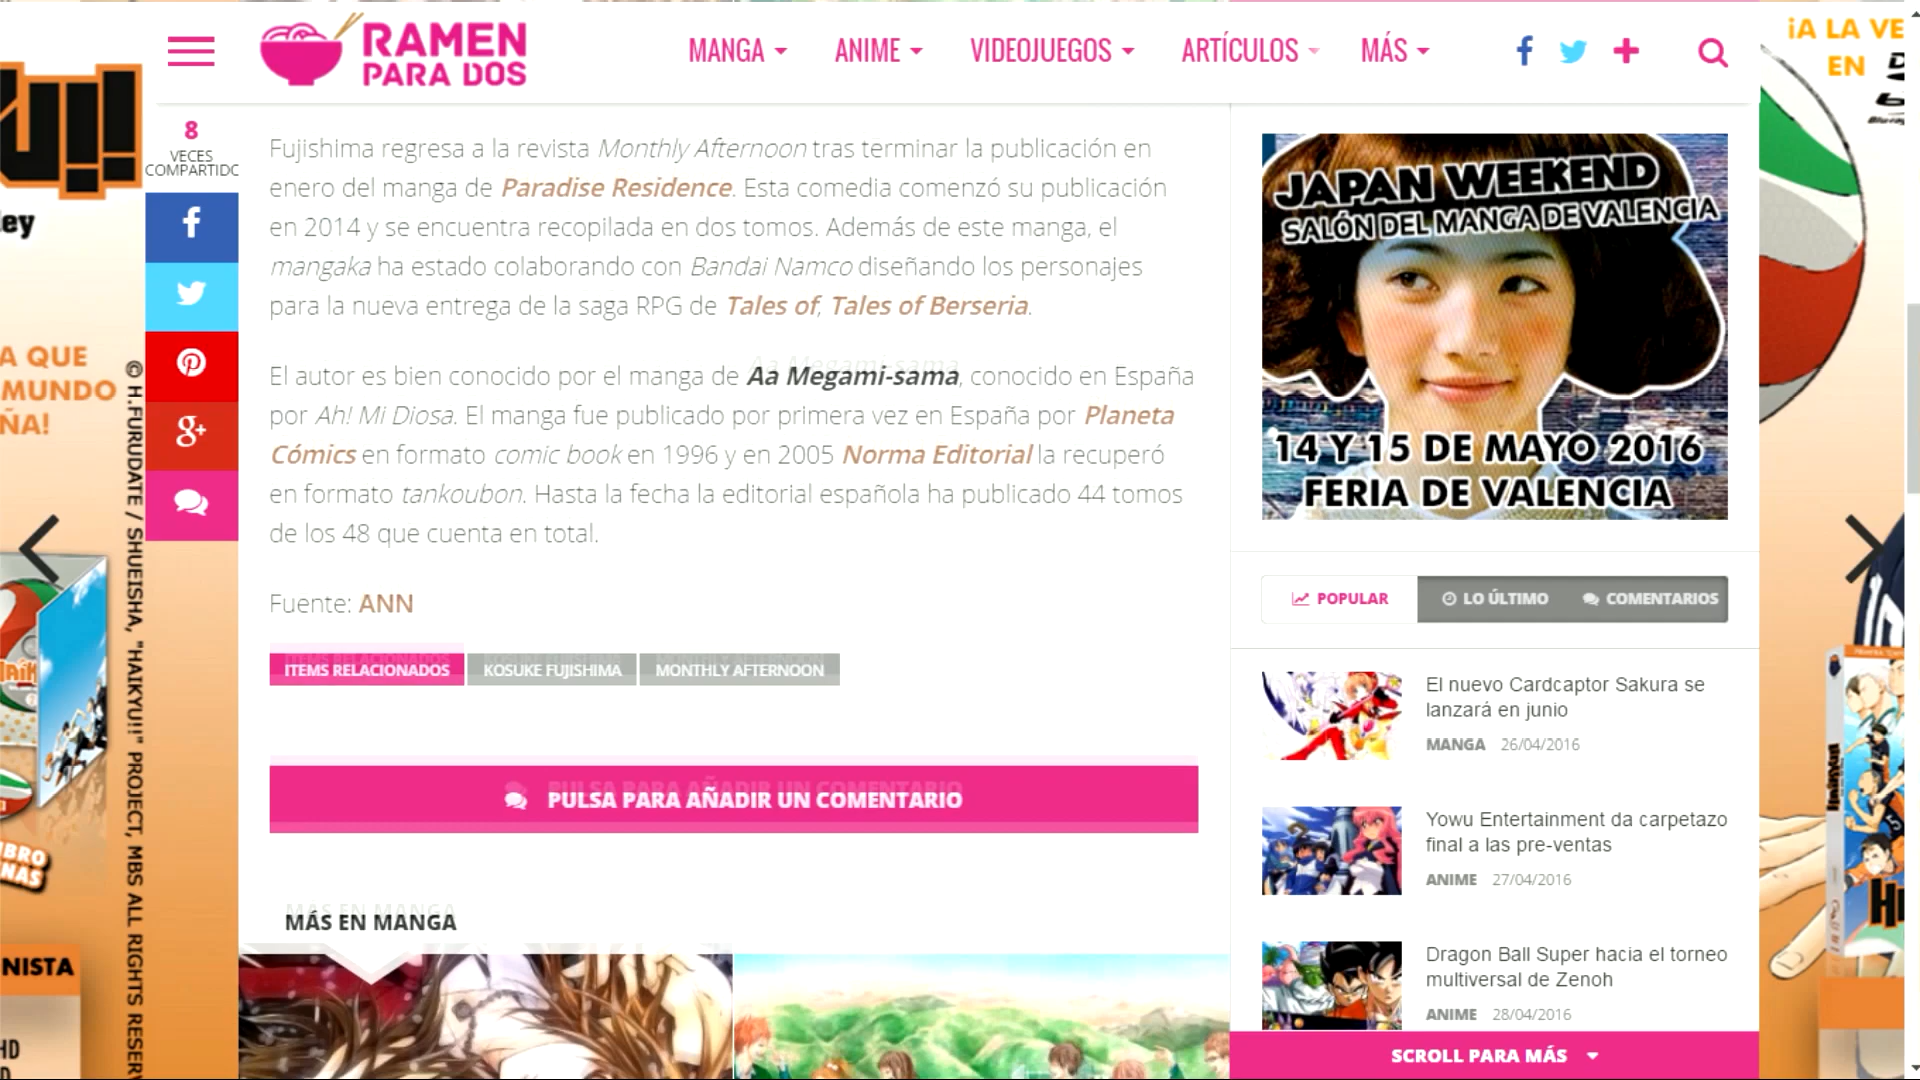 RAMEN
PARA DOS
MANGA
ANIME
VIDEOJUEGOS
ARTÍCULOS
MÁS
¡A LA VE
EN
8
VECES
COMPARTIDO
ey
A QUE
MUNDO
ÑA!
© H.FURUDATE / SHUEISHA, "HAIKYU!!" PROJECT, MBS ALL RIGHTS RESERV
NISTA
HD
Fujishima regresa a la revista Monthly Afternoon tras terminar la publicación en
enero del manga de Paradise Residence. Esta comedia comenzó su publicación
en 2014 y se encuentra recopilada en dos tomos. Además de este manga, el
mangaka ha estado colaborando con Bandai Namco diseñando los personajes
para la nueva entrega de la saga RPG de Tales of, Tales of Berseria.
El autor es bien conocido por el manga de Aa Megami-sama, conocido en España
por Ah! Mi Diosa. El manga fue publicado por primera vez en España por Planeta
Cómics en formato comic book en 1996 y en 2005 Norma Editorial la recuperó
en formato tankoubon. Hasta la fecha la editorial española ha publicado 44 tomos
de los 48 que cuenta en total.
Fuente: ANN
ITEMS RELACIONADOS KOSUKE FUJISHIMA MONTHLY AFTERNOON
PULSA PARA AÑADIR UN COMENTARIO
MÁS EN MANGA
JAPAN WEEKEND
SALÓN DEL MANGA DE VALENCIA
14 Y 15 DE MAYO 2016
FERIA DE VALENCIA
POPULAR LO ÚLTIMO COMENTARIOS
El nuevo Cardcaptor Sakura se
lanzará en junio
MANGA 26/04/2016
Yowu Entertainment da carpetazo
final a las pre-ventas
ANIME 27/04/2016
Dragon Ball Super hacia el torneo
multiversal de Zenoh
ANIME 28/04/2016
SCROLL PARA MÁS